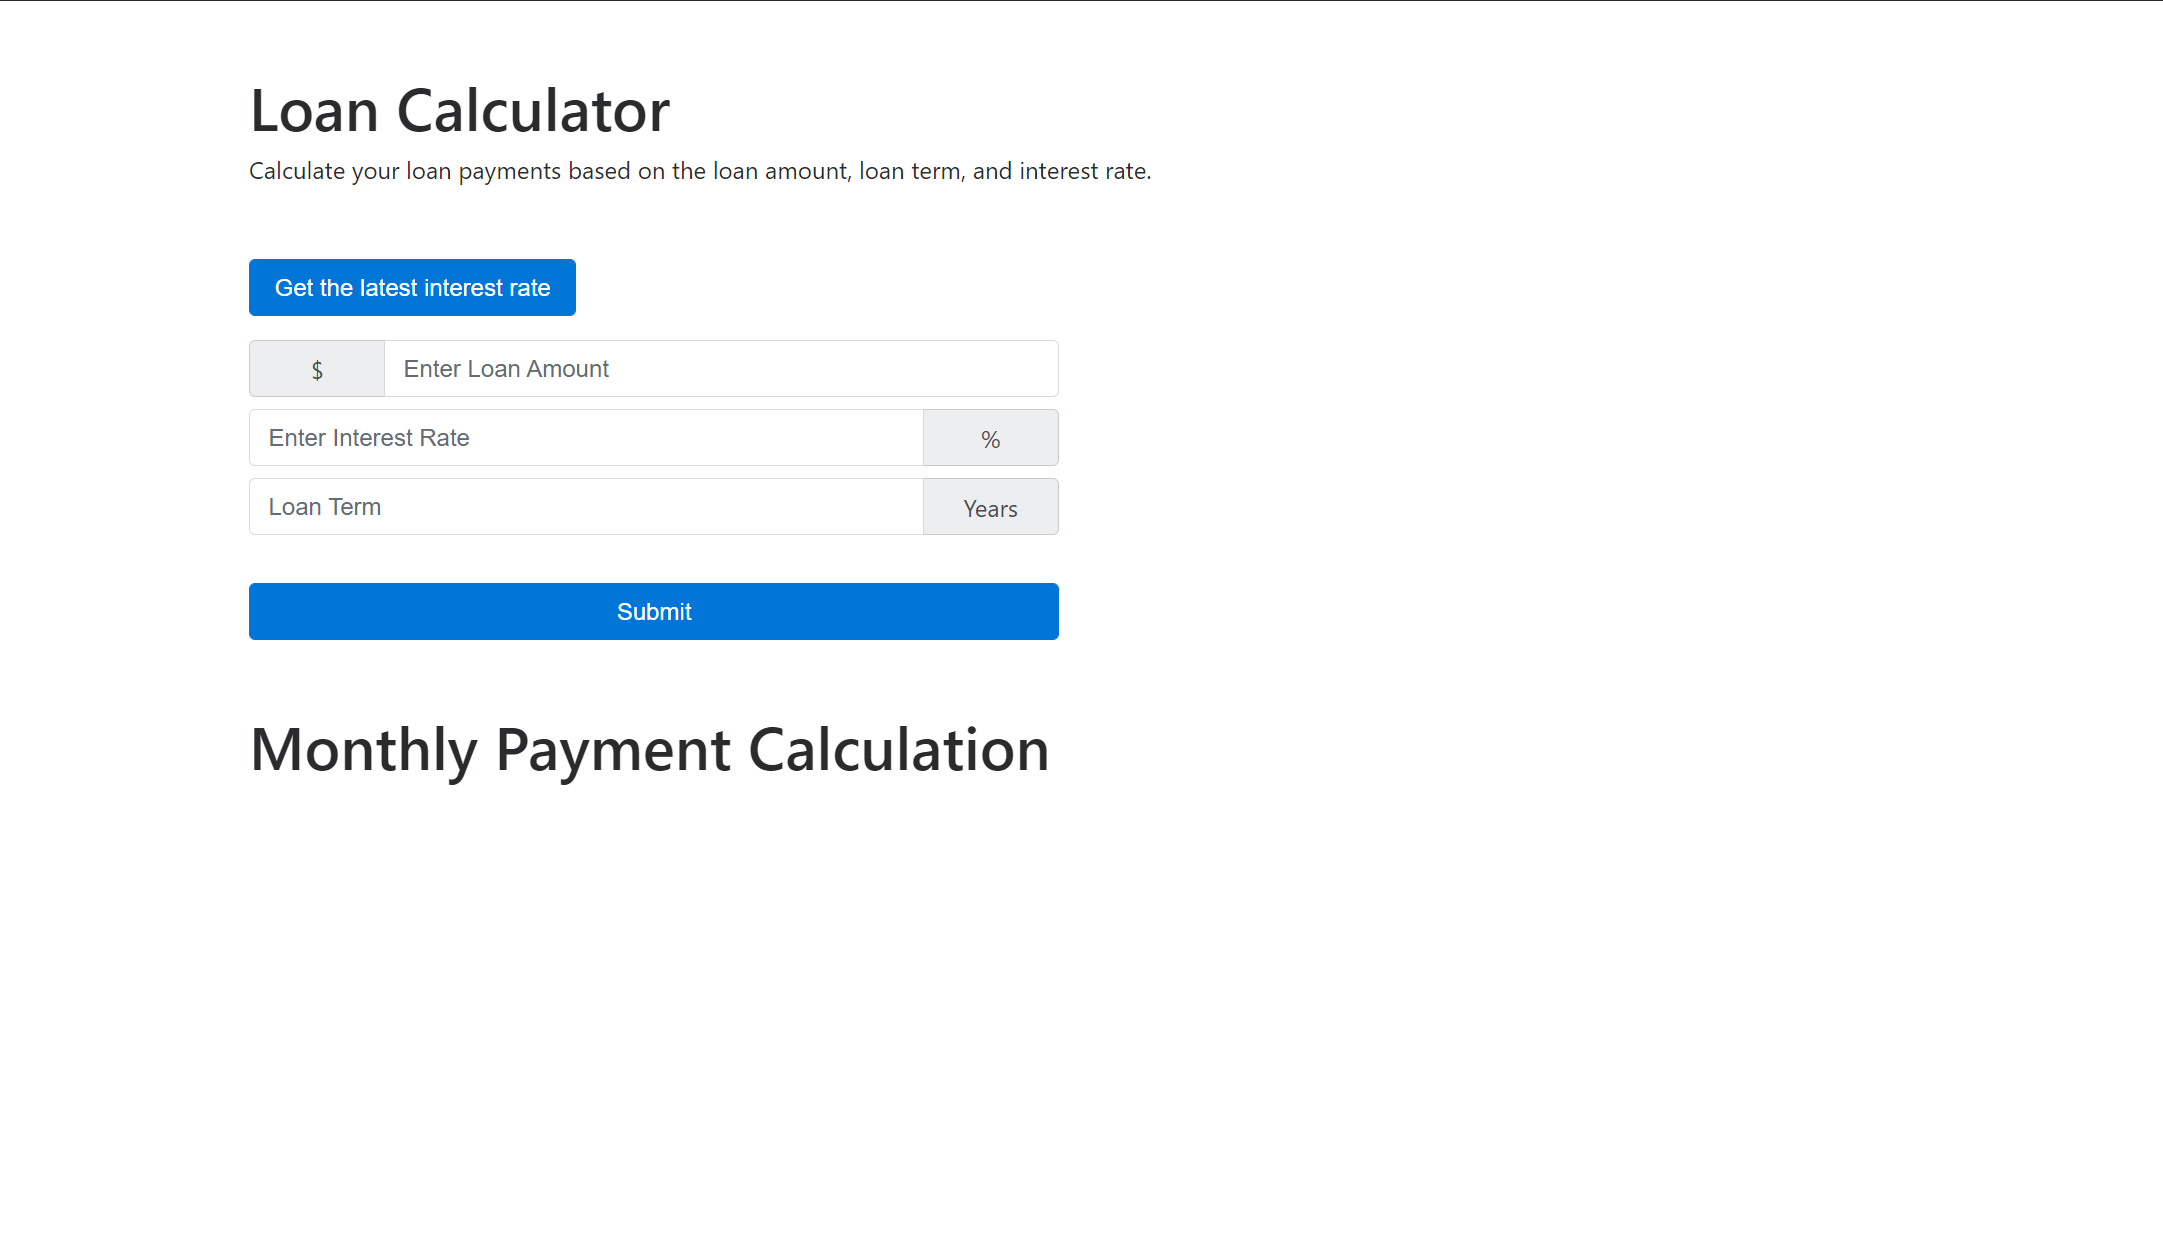 Loan Calculator
Calculate your loan payments based on the loan amount, loan term, and interest rate.
Get the latest interest rate
$ Enter Loan Amount
Enter Interest Rate %
Loan Term Years
Submit
Monthly Payment Calculation